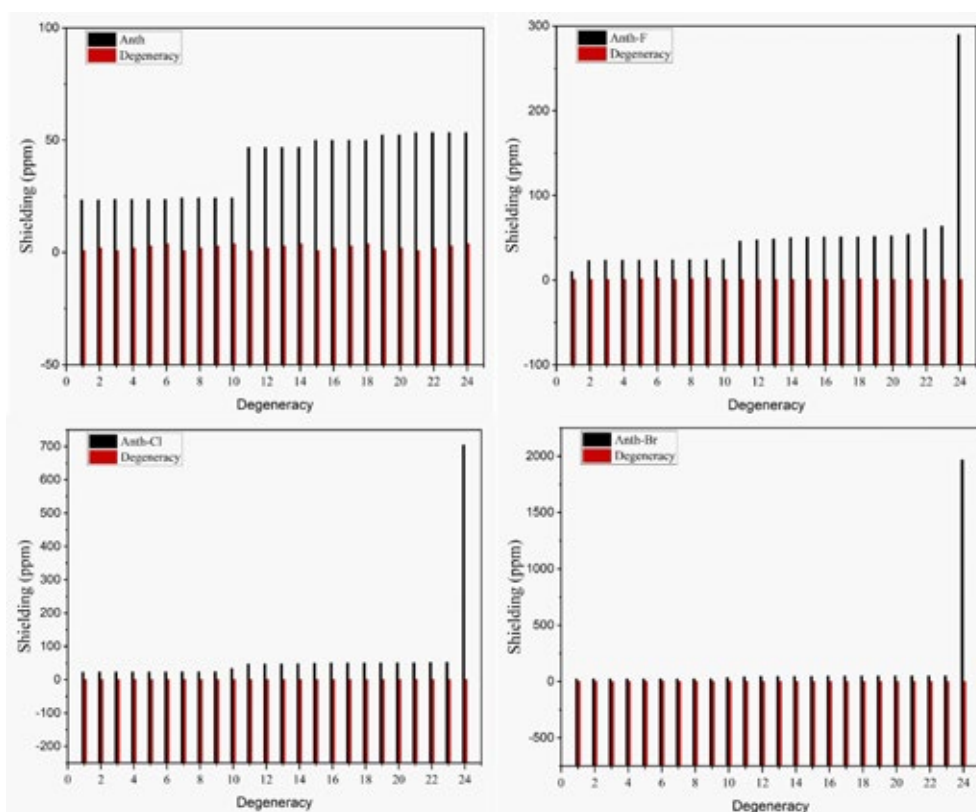 Anth
Degeneracy
Shielding (ppm)
100
50
0
-50
0 2 4 6 8 10 12 14 16 18 20 22 24
Degeneracy
Anth-F
Degeneracy
Shielding (ppm)
300
200
100
0
-100
0 2 4 6 8 10 12 14 16 18 20 22 24
Degeneracy
Anth-Cl
Degeneracy
Shielding (ppm)
700
600
500
400
300
200
100
0
-100
-200
0 2 4 6 8 10 12 14 16 18 20 22 24
Degeneracy
Anth-Br
Degeneracy
Shielding (ppm)
2000
1500
1000
500
0
-500
0 2 4 6 8 10 12 14 16 18 20 22 24
Degeneracy